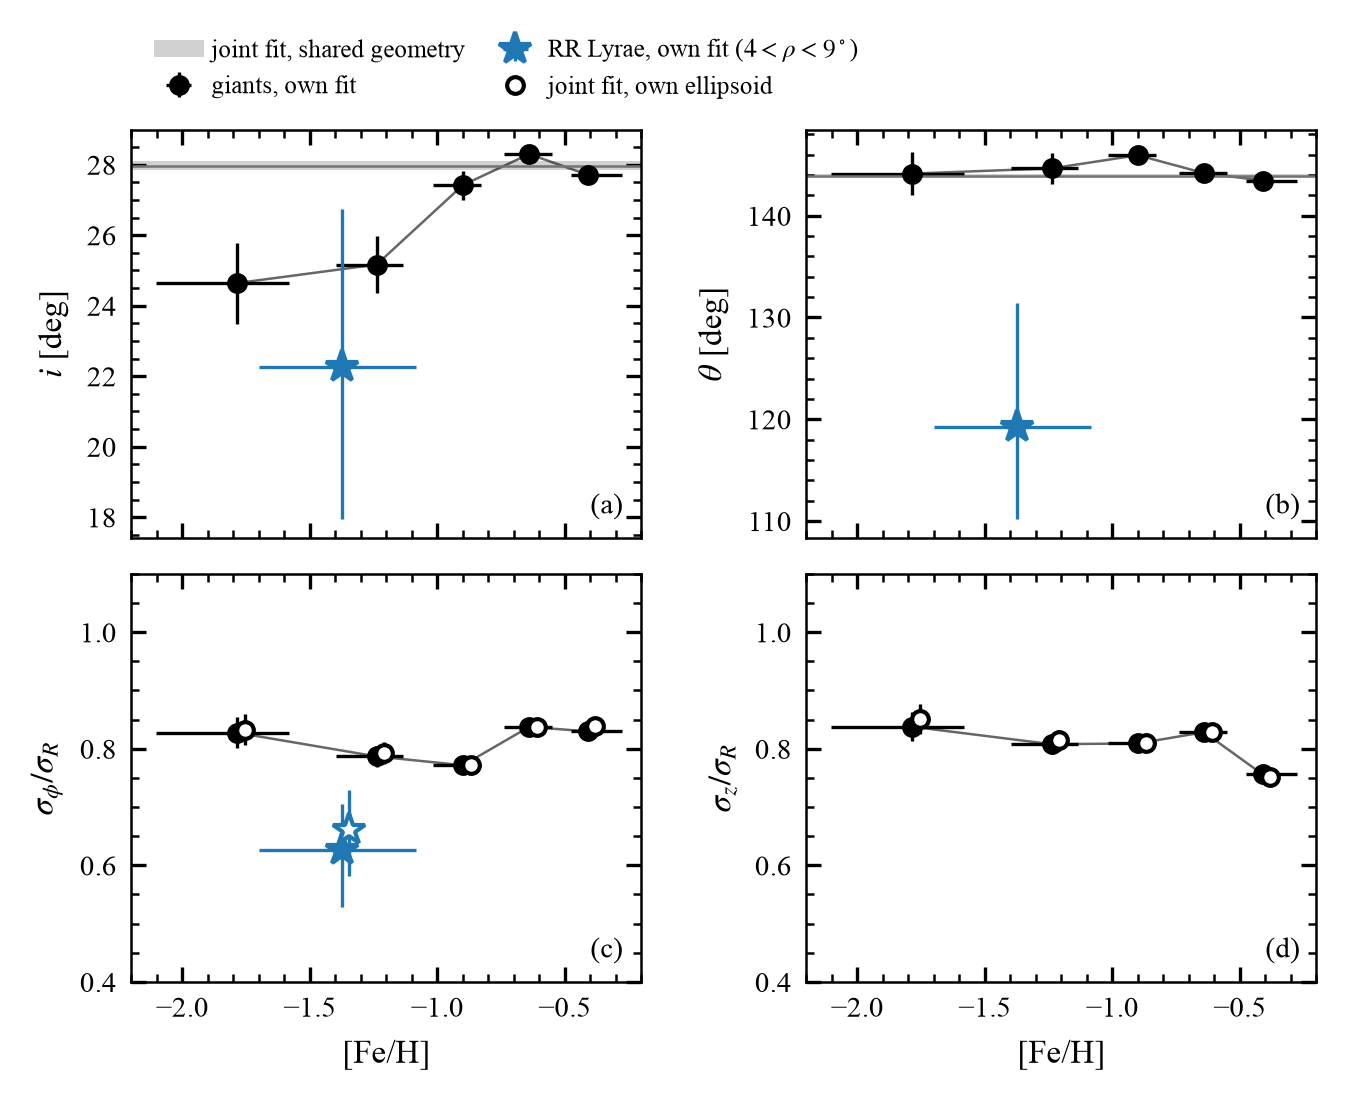 joint fit, shared geometry
giants, own fit
RR Lyrae, own fit (4 < ρ < 9°)
joint fit, own ellipsoid
28
26
24
22
20
18
i [deg]
(a)
140
130
120
110
θ [deg]
(b)
1.0
0.8
0.6
0.4
σϕ/σR
(c)
−2.0 −1.5 −1.0 −0.5
[Fe/H]
1.0
0.8
0.6
0.4
σz/σR
(d)
−2.0 −1.5 −1.0 −0.5
[Fe/H]